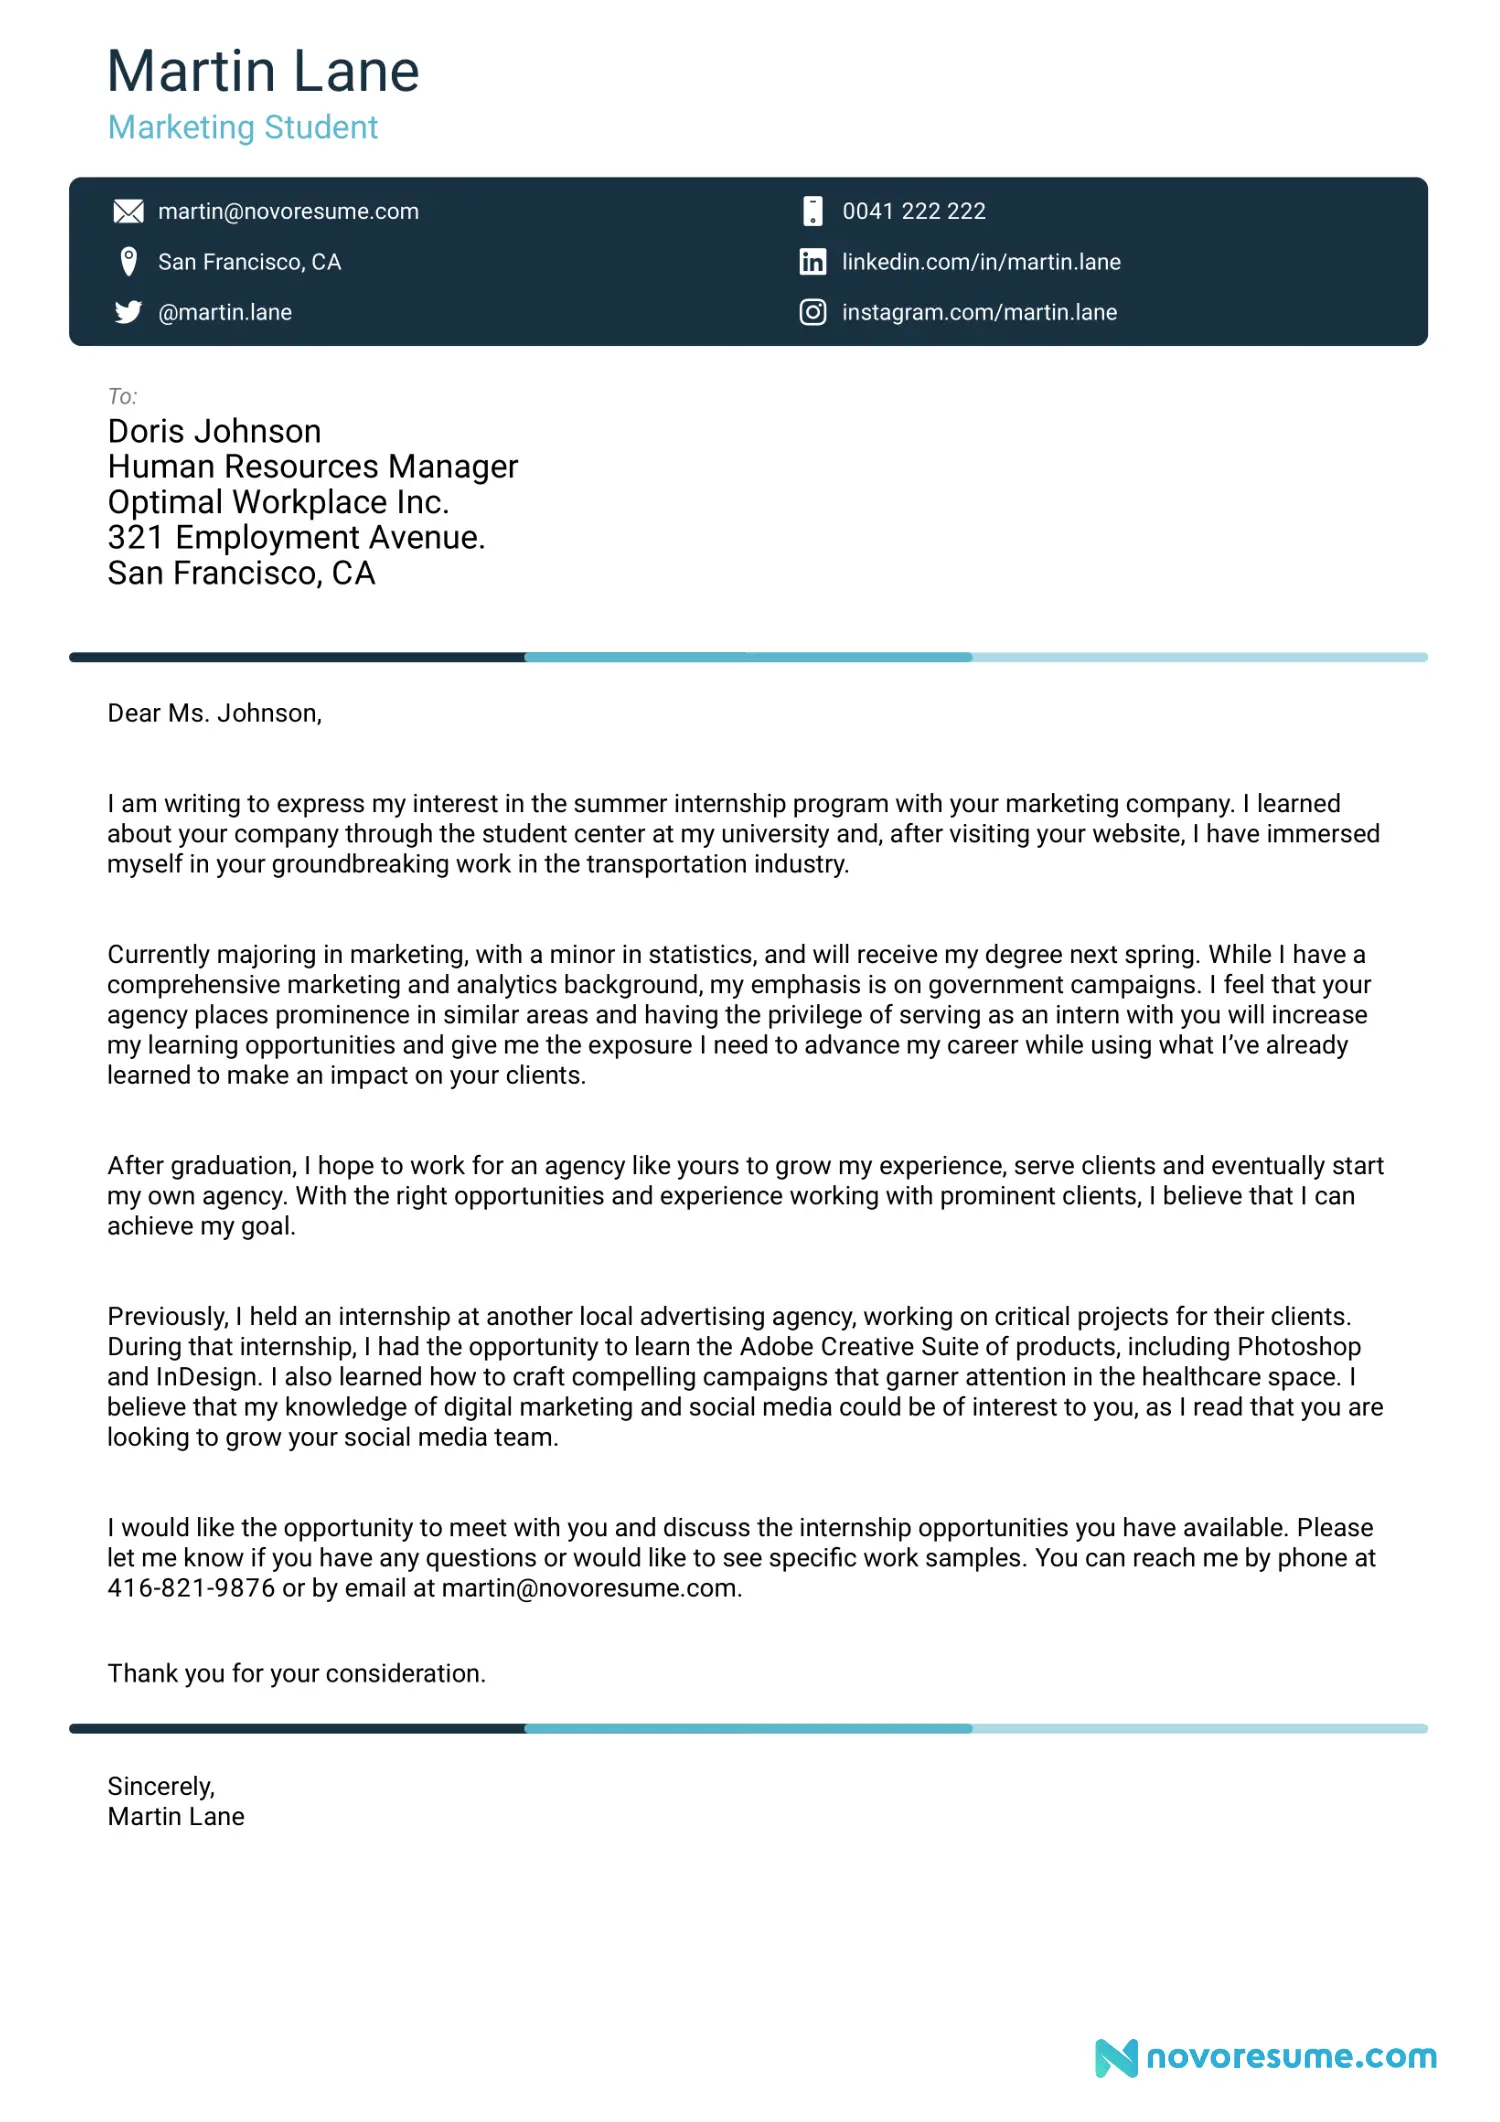 Martin Lane
Marketing Student
martin@novoresume.com
0041 222 222
San Francisco, CA
linkedin.com/in/martin.lane
@martin.lane
instagram.com/martin.lane
To:
Doris Johnson
Human Resources Manager
Optimal Workplace Inc.
321 Employment Avenue.
San Francisco, CA
Dear Ms. Johnson,
I am writing to express my interest in the summer internship program with your marketing company. I learned
about your company through the student center at my university and, after visiting your website, I have immersed
myself in your groundbreaking work in the transportation industry.
Currently majoring in marketing, with a minor in statistics, and will receive my degree next spring. While I have a
comprehensive marketing and analytics background, my emphasis is on government campaigns. I feel that your
agency places prominence in similar areas and having the privilege of serving as an intern with you will increase
my learning opportunities and give me the exposure I need to advance my career while using what I’ve already
learned to make an impact on your clients.
After graduation, I hope to work for an agency like yours to grow my experience, serve clients and eventually start
my own agency. With the right opportunities and experience working with prominent clients, I believe that I can
achieve my goal.
Previously, I held an internship at another local advertising agency, working on critical projects for their clients.
During that internship, I had the opportunity to learn the Adobe Creative Suite of products, including Photoshop
and InDesign. I also learned how to craft compelling campaigns that garner attention in the healthcare space. I
believe that my knowledge of digital marketing and social media could be of interest to you, as I read that you are
looking to grow your social media team.
I would like the opportunity to meet with you and discuss the internship opportunities you have available. Please
let me know if you have any questions or would like to see specific work samples. You can reach me by phone at
416-821-9876 or by email at martin@novoresume.com.
Thank you for your consideration.
Sincerely,
Martin Lane
novoresume.com